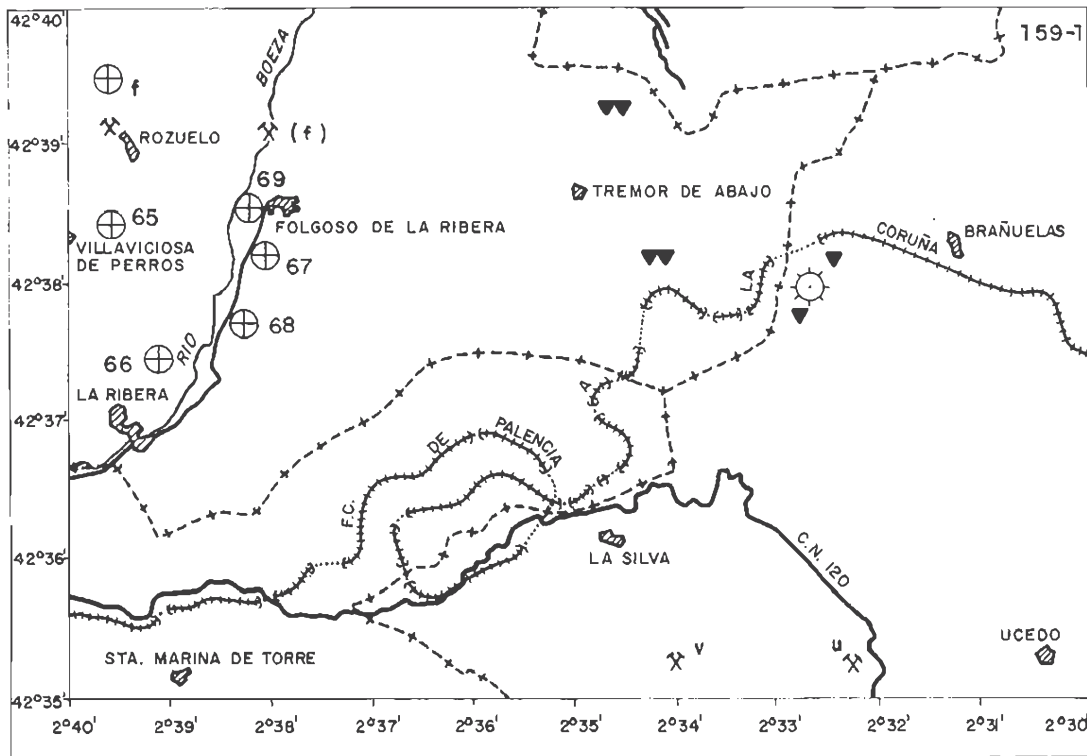 42°40'
159-1
BOEZA
f
(f)
42°39'
ROZUELO
69
TREMOR DE ABAJO
65
FOLGOSO DE LA RIBERA
CORUÑA
BRAÑUELAS
VILLAVICIOSA
DE PERROS
67
LA
42°38'
68
RIO
66
LA RIBERA
A
42°37'
DE
PALENCIA
F.C.
42°36'
LA SILVA
C.N. 120
v
u
UCEDO
STA. MARINA DE TORRE
42°35'
2°40' 2°39' 2°38' 2°37' 2°36' 2°35' 2°34' 2°33' 2°32' 2°31' 2°30'